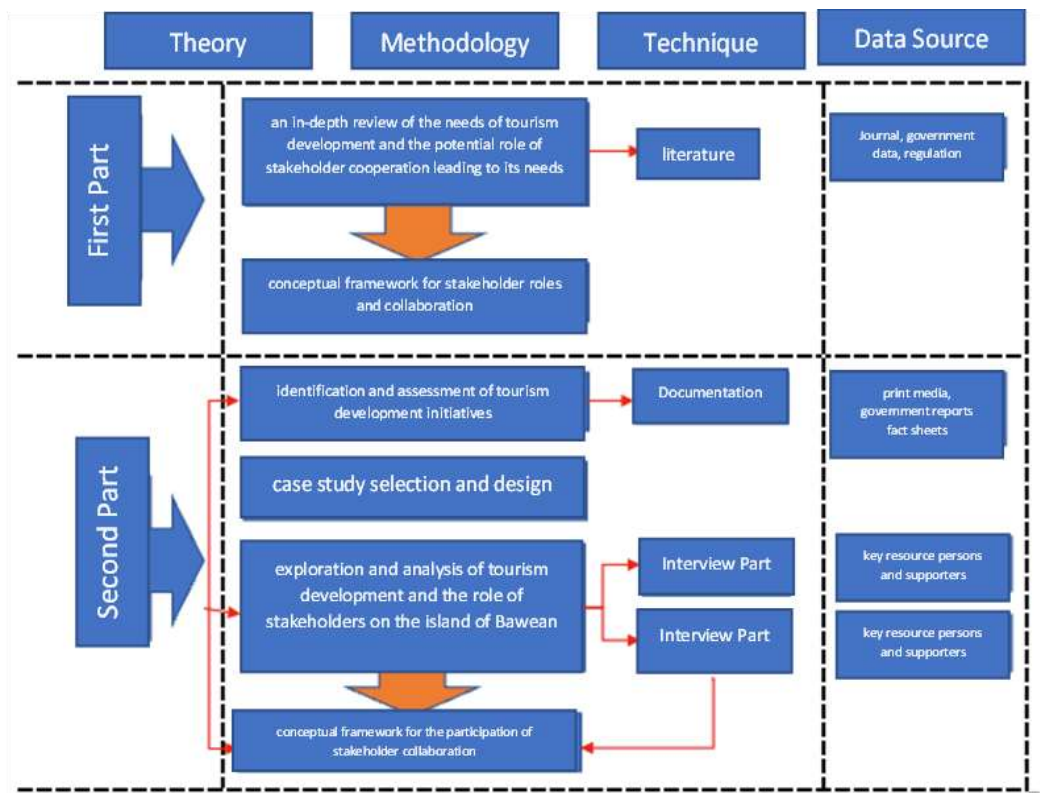 Theory
Methodology
Technique
Data Source
First Part
an in-depth review of the needs of tourism
development and the potential role of
stakeholder cooperation leading to its needs
literature
Journal, government
data, regulation
conceptual framework for stakeholder roles
and collaboration
Second Part
identification and assessment of tourism
development initiatives
Documentation
print media,
government reports
fact sheets
case study selection and design
exploration and analysis of tourism
development and the role of
stakeholders on the island of Bawean
Interview Part
key resource persons
and supporters
Interview Part
key resource persons
and supporters
conceptual framework for the participation of
stakeholder collaboration